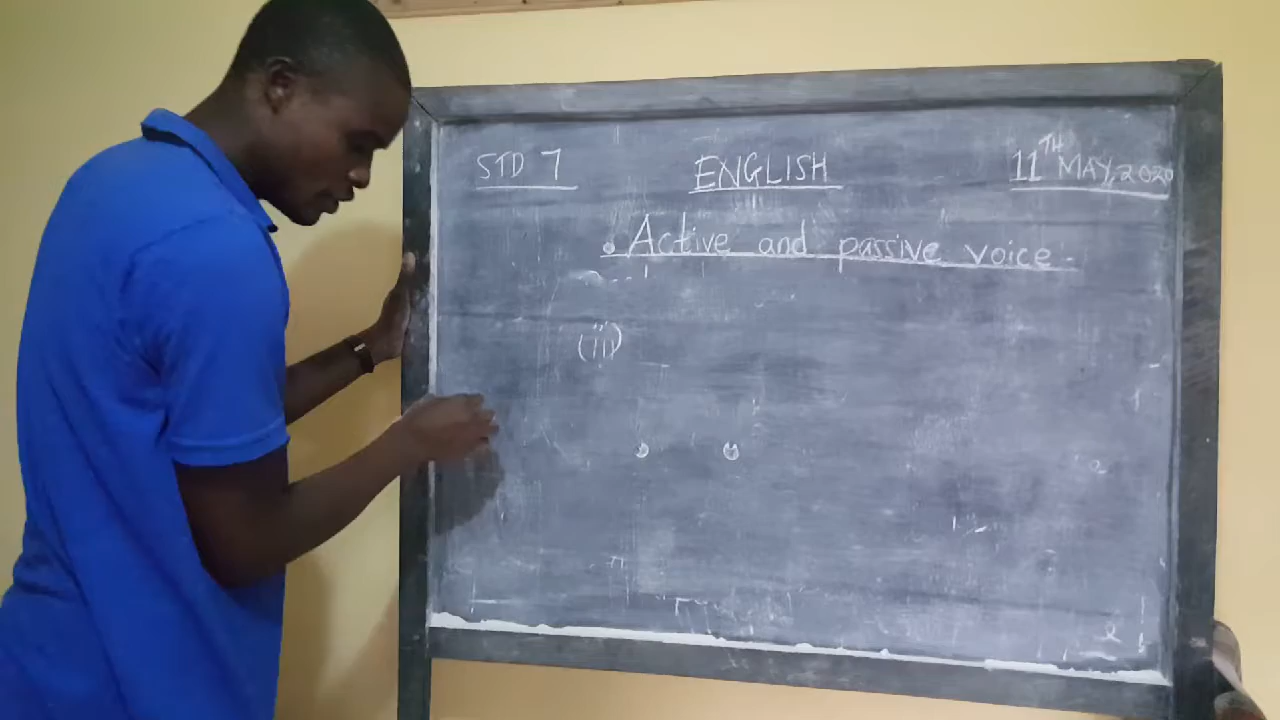 STD 7 ENGLISH 11TH MAY, 2020
• Active and passive voice.
(ii)